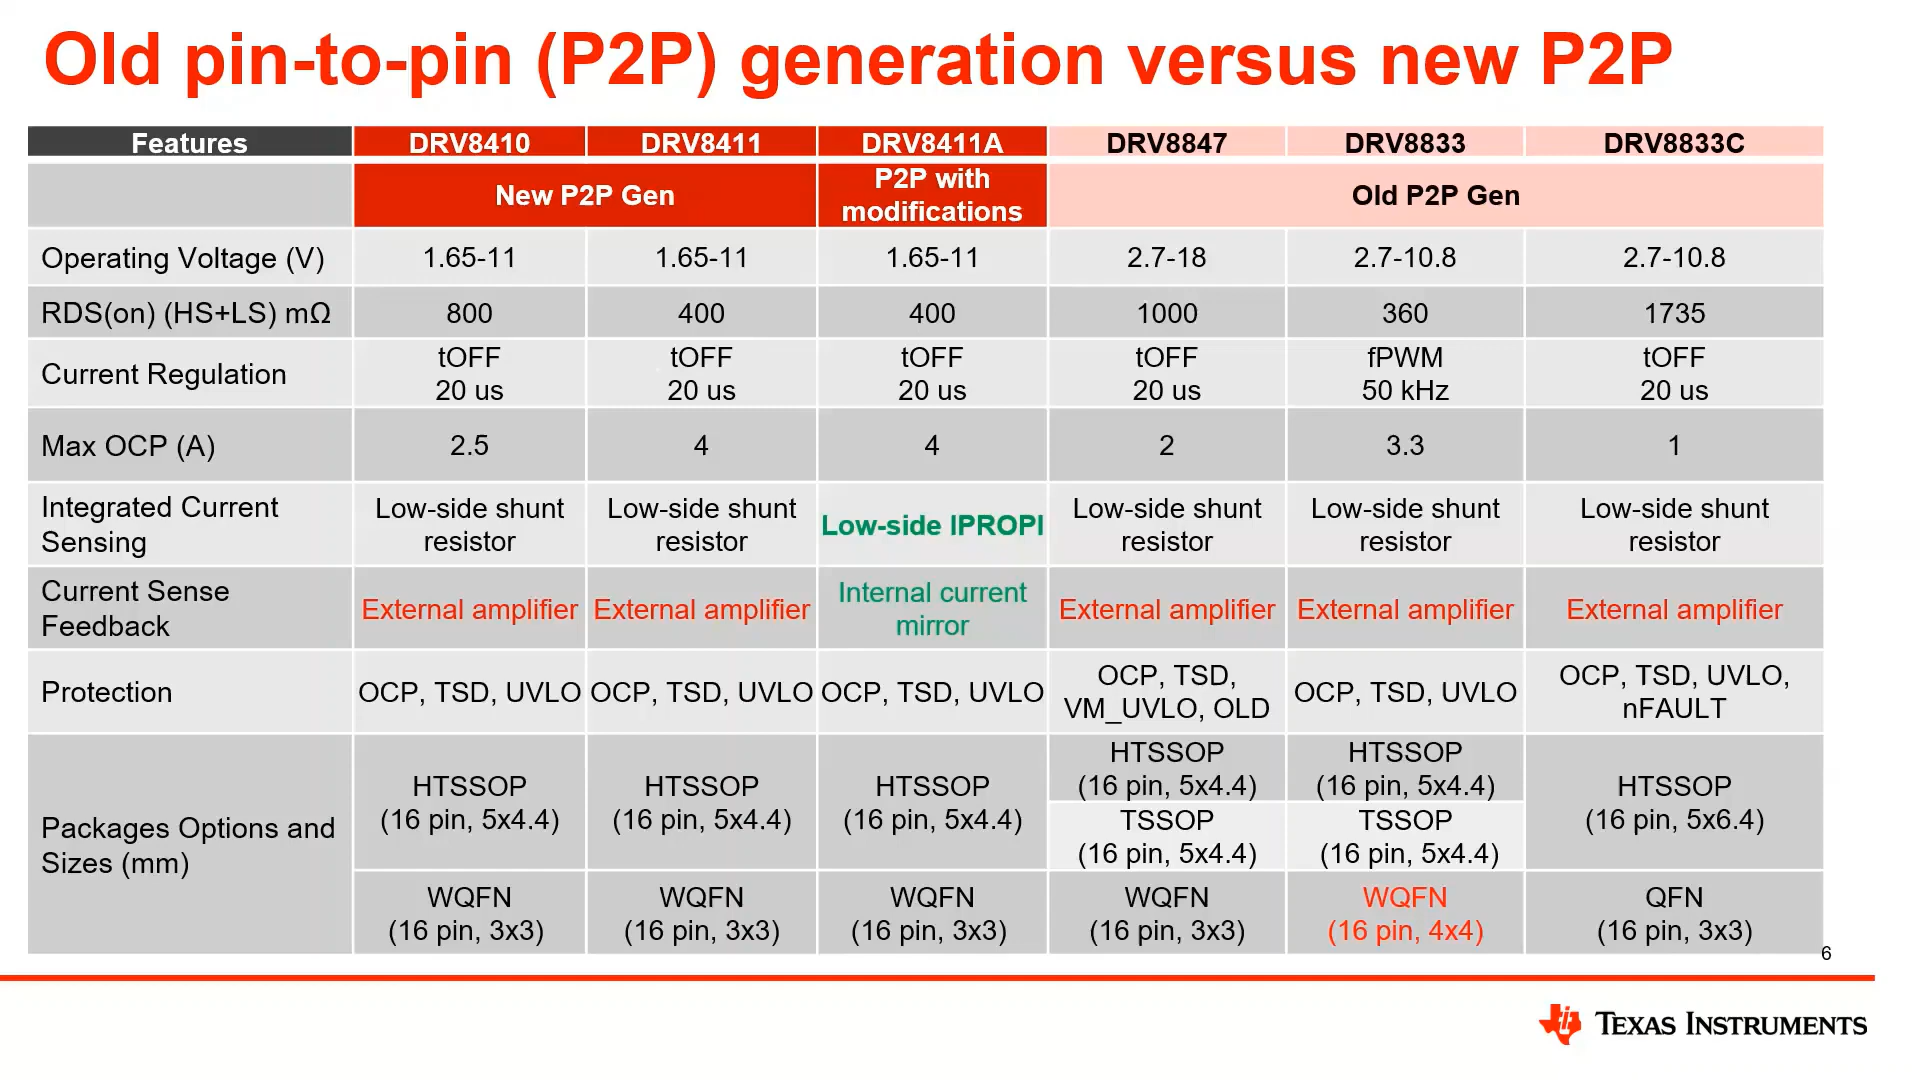 Old pin-to-pin (P2P) generation versus new P2P
Features DRV8410 DRV8411 DRV8411A DRV8847 DRV8833 DRV8833C
New P2P Gen P2P with modifications Old P2P Gen
Operating Voltage (V) 1.65-11 1.65-11 1.65-11 2.7-18 2.7-10.8 2.7-10.8
RDS(on) (HS+LS) mΩ 800 400 400 1000 360 1735
Current Regulation tOFF 20 us tOFF 20 us tOFF 20 us tOFF 20 us fPWM 50 kHz tOFF 20 us
Max OCP (A) 2.5 4 4 2 3.3 1
Integrated Current Sensing Low-side shunt resistor Low-side shunt resistor Low-side IPROPI Low-side shunt resistor Low-side shunt resistor Low-side shunt resistor
Current Sense Feedback External amplifier External amplifier Internal current mirror External amplifier External amplifier External amplifier
Protection OCP, TSD, UVLO OCP, TSD, UVLO OCP, TSD, UVLO OCP, TSD, VM_UVLO, OLD OCP, TSD, UVLO OCP, TSD, UVLO, nFAULT
Packages Options and Sizes (mm) HTSSOP (16 pin, 5x4.4) HTSSOP (16 pin, 5x4.4) HTSSOP (16 pin, 5x4.4) HTSSOP (16 pin, 5x4.4) HTSSOP (16 pin, 5x4.4) HTSSOP (16 pin, 5x6.4)
TSSOP (16 pin, 5x4.4) TSSOP (16 pin, 5x4.4)
WQFN (16 pin, 3x3) WQFN (16 pin, 3x3) WQFN (16 pin, 3x3) WQFN (16 pin, 3x3) WQFN (16 pin, 4x4) QFN (16 pin, 3x3)
6
TEXAS INSTRUMENTS